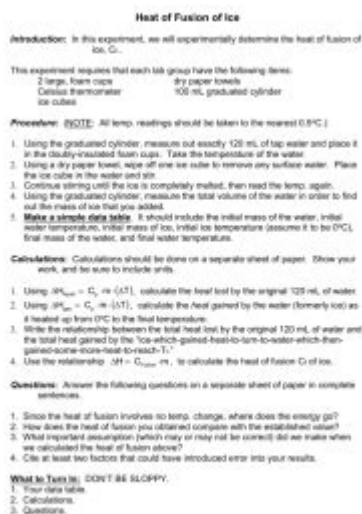 Heat of Fusion of Ice
Introduction: In this experiment, we will experimentally determine the heat of fusion of
ice,
This experiment requires that each lab group have the following items:
2 large, foam cups dry paper towels
Celsius thermometer 100 mL graduated cylinder
ice cubes
Procedure: (NOTE: All temp. readings should be taken to the nearest 0.5°C.)
1. Using the graduated cylinder, measure out exactly 120 mL of tap water and place it
in the doubly-insulated foam cups. Take the temperature of the water.
2. Using a dry paper towel, wipe off one ice cube to remove any surface water. Place
the ice cube in the water and stir.
3. Continue stirring until the ice is completely melted, then read the temp. again.
4. Using the graduated cylinder, measure the total volume of the water in order to find
out the mass of ice that you added.
5. Make a simple data table. It should include the initial mass of the water, initial
water temperature, initial mass of ice, initial ice temperature (assume it to be 0°C),
final mass of the water, and final water temperature.
Calculations: Calculations should be done on a separate sheet of paper. Show your
work, and be sure to include units.
1. Using calculate the heat lost by the original 120 mL of water.
2. Using calculate the heat gained by the water (formerly ice) as
it heated up from 0°C to the final temperature.
3. Write the relationship between the total heat lost by the original 120 mL of water and
the total heat gained by the "ice-which-gained-heat-to-turn-to-water-which-then-
gained-some-more-heat-to-reach-
4. Use the relationship to calculate the heat of fusion of ice.
Questions: Answer the following questions on a separate sheet of paper in complete
sentences.
1. Since the heat of fusion involves no temp. change, where does the energy go?
2. How does the heat of fusion you obtained compare with the established value?
3. What important assumption (which may or may not be correct) did we make when
we calculated the heat of fusion above?
4. Cite at least two factors that could have introduced error into your results.
What to Turn In: DON'T BE SLOPPY.
1. Your data table.
2. Calculations.
3. Questions.